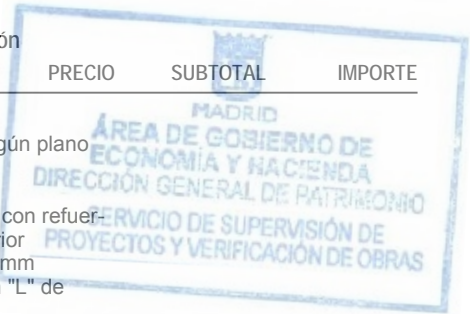 ón
PRECIO SUBTOTAL IMPORTE
MADRID
gún plano
ÁREA DE GOBIERNO DE
ECONOMÍA Y HACIENDA
DIRECCIÓN GENERAL DE PATRIMONIO
con refuer-
SERVICIO DE SUPERVISIÓN DE
rior
PROYECTOS Y VERIFICACIÓN DE OBRAS
mm
"L" de